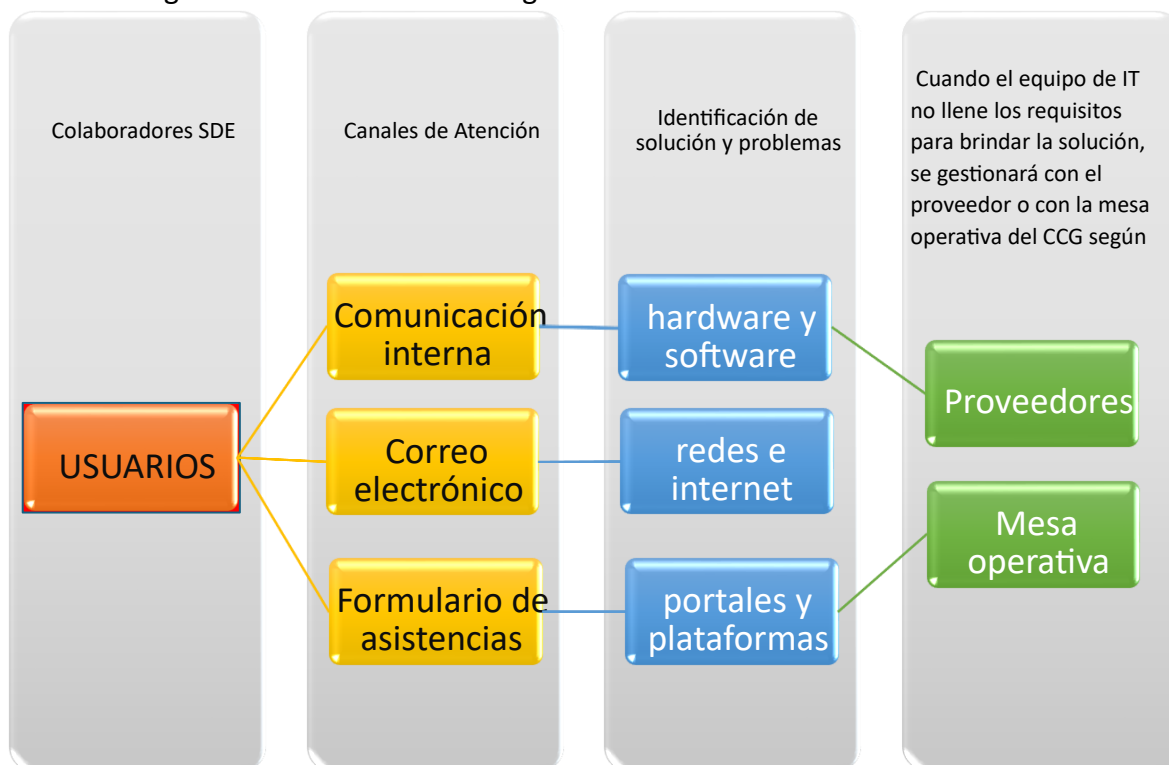 Colaboradores SDE
Canales de Atención
Identificación de
solución y problemas
Cuando el equipo de IT
no llene los requisitos
para brindar la solución,
se gestionará con el
proveedor o con la mesa
operativa del CCG según
USUARIOS
Comunicación
interna
Correo
electrónico
Formulario de
asistencias
hardware y
software
redes e
internet
portales y
plataformas
Proveedores
Mesa
operativa